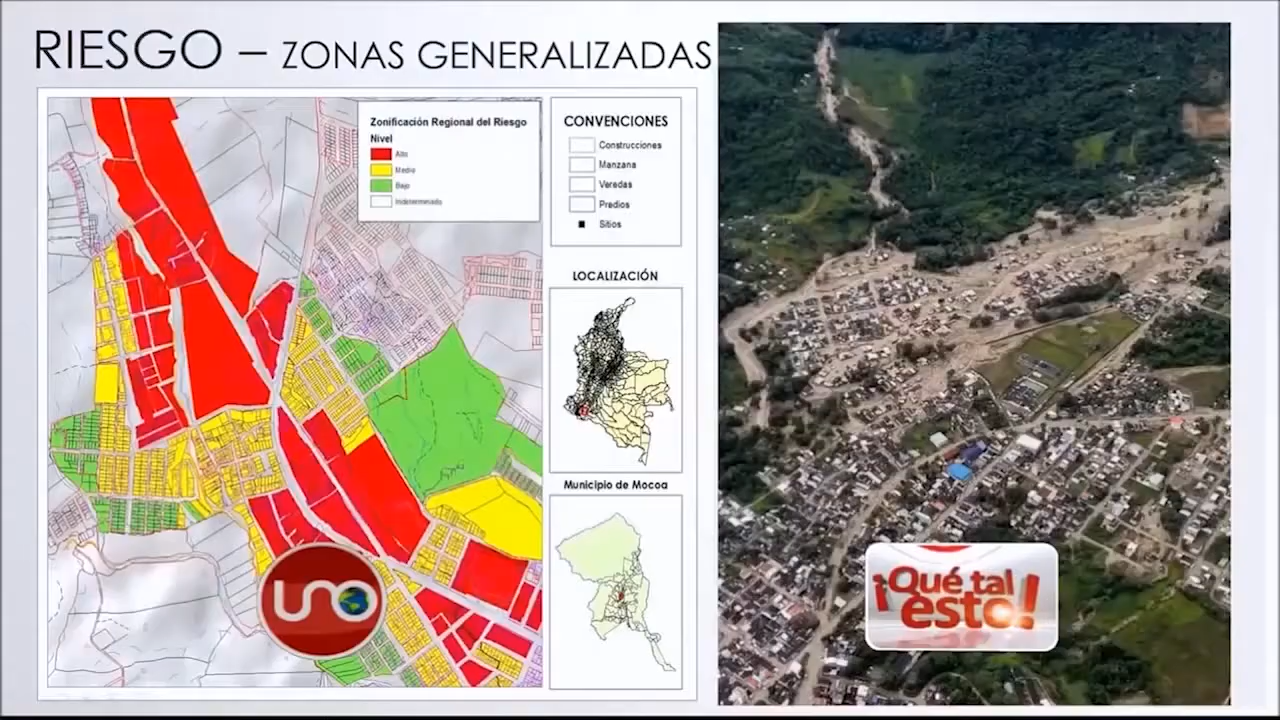 RIESGO – ZONAS GENERALIZADAS
Zonificación Regional del Riesgo
Nivel
Alto
Medio
Bajo
Indeterminado
CONVENCIONES
Construcciones
Manzana
Veredas
Predios
Sitios
LOCALIZACIÓN
Municipio de Mocoa
UNO
¡Qué tal
esto!